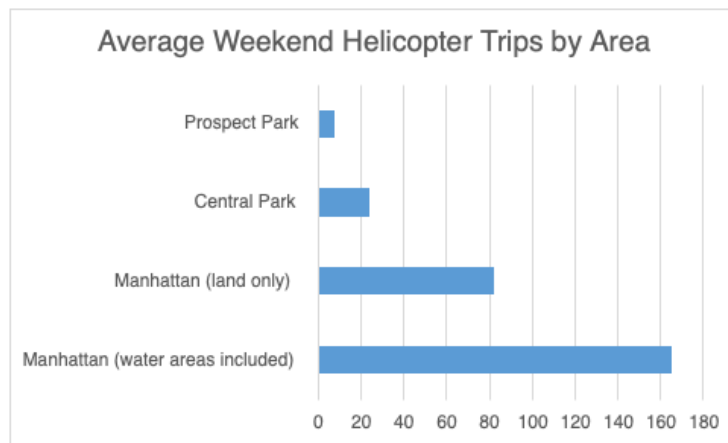 Average Weekend Helicopter Trips by Area
Prospect Park
Central Park
Manhattan (land only)
Manhattan (water areas included)
0 20 40 60 80 100 120 140 160 180